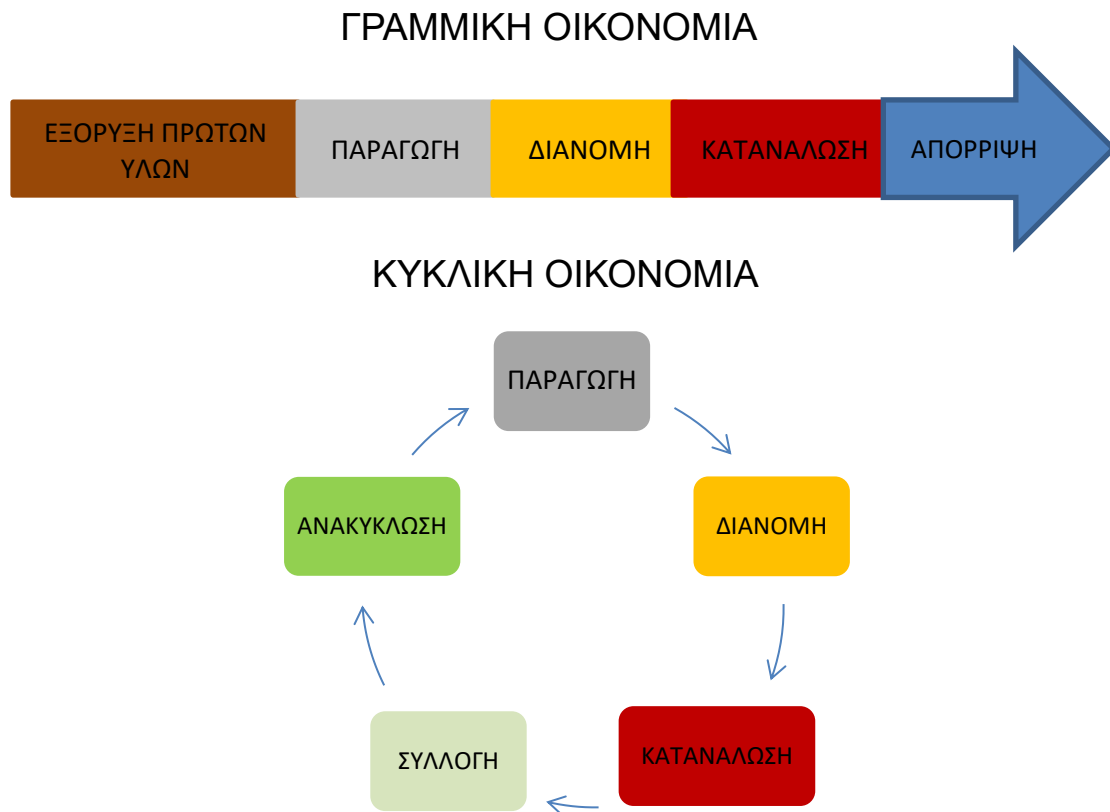 ΓΡΑΜΜΙΚΗ ΟΙΚΟΝΟΜΙΑ
ΕΞΟΡΥΞΗ ΠΡΩΤΩΝ
ΥΛΩΝ
ΠΑΡΑΓΩΓΗ
ΔΙΑΝΟΜΗ
ΚΑΤΑΝΑΛΩΣΗ
ΑΠΟΡΡΙΨΗ
ΚΥΚΛΙΚΗ ΟΙΚΟΝΟΜΙΑ
ΠΑΡΑΓΩΓΗ
ΔΙΑΝΟΜΗ
ΚΑΤΑΝΑΛΩΣΗ
ΣΥΛΛΟΓΗ
ΑΝΑΚΥΚΛΩΣΗ